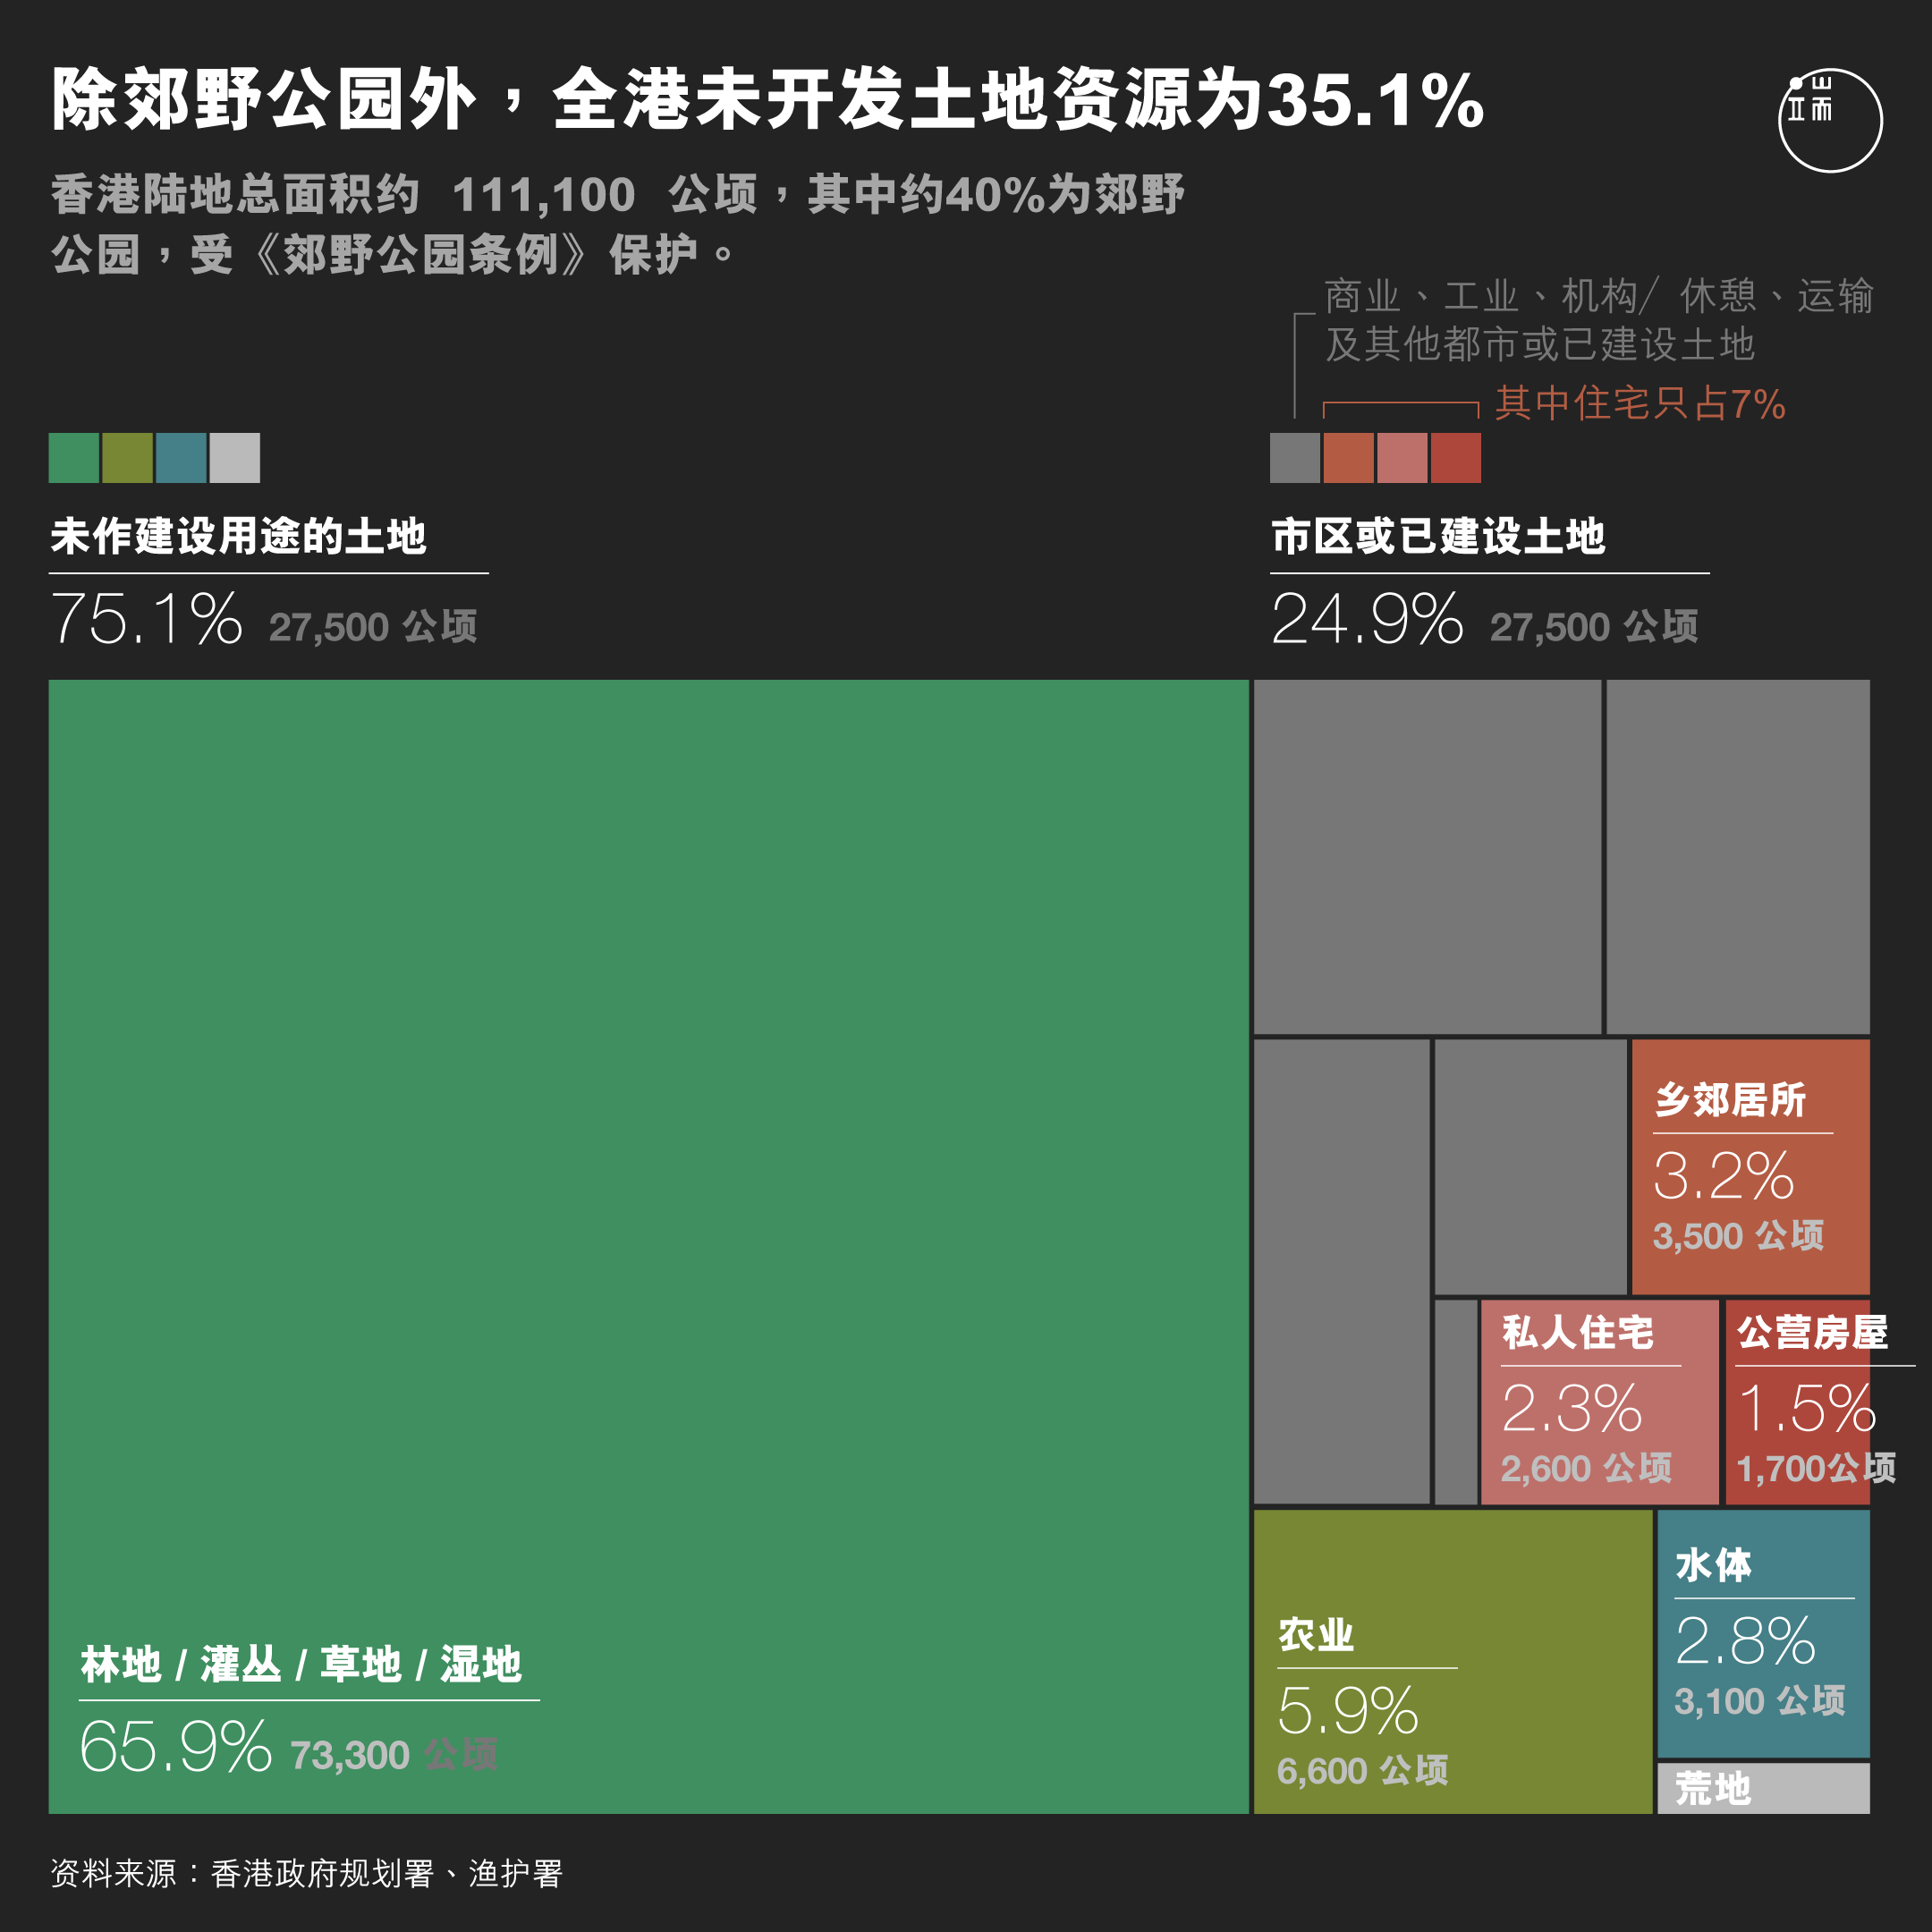 除郊野公园外，全港未开发土地资源为35.1%
香港陆地总面积约 111,100 公顷，其中约40%为郊野
公园，受《郊野公园条例》保护。
商业、工业、机构/ 休憩、运输
及其他都市或已建设土地
其中住宅只占7%
未作建设用途的土地
75.1% 27,500 公顷
市区或已建设土地
24.9% 27,500 公顷
乡郊居所
3.2%
3,500 公顷
私人住宅
2.3%
2,600 公顷
公营房屋
1.5%
1,700公顷
林地 / 灌丛 / 草地 / 湿地
65.9% 73,300 公顷
农业
5.9%
6,600 公顷
水体
2.8%
3,100 公顷
荒地
资料来源：香港政府规划署、渔护署